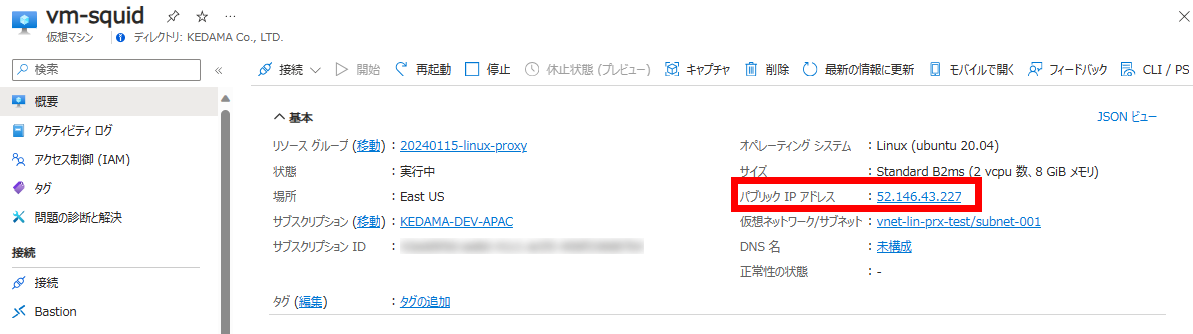 vm-squid
仮想マシン ディレクトリ: KEDAMA Co., LTD.
検索
接続 開始 再起動 停止 休止状態 (プレビュー) キャプチャ 削除 最新の情報に更新 モバイルで開く フィードバック CLI / PS
概要
アクティビティ ログ
アクセス制御 (IAM)
タグ
問題の診断と解決
接続
接続
Bastion
基本 JSON ビュー
リソース グループ (移動) : 20240115-linux-proxy
状態 : 実行中
場所 : East US
サブスクリプション (移動) : KEDAMA-DEV-APAC
サブスクリプション ID :
オペレーティング システム : Linux (ubuntu 20.04)
サイズ : Standard B2ms (2 vcpu 数、8 GiB メモリ)
パブリック IP アドレス : 52.146.43.227
仮想ネットワーク/サブネット : vnet-lin-prx-test/subnet-001
DNS 名 : 未構成
正常性の状態 : -
タグ (編集) : タグの追加